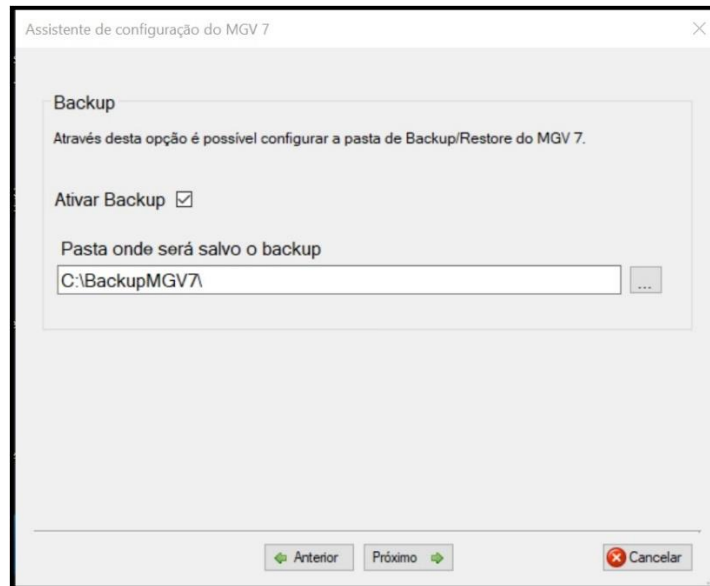 Assistente de configuração do MGV 7
Backup
Através desta opção é possível configurar a pasta de Backup/Restore do MGV 7.
Ativar Backup
Pasta onde será salvo o backup
C:\BackupMGV7\
...
Anterior
Próximo
Cancelar